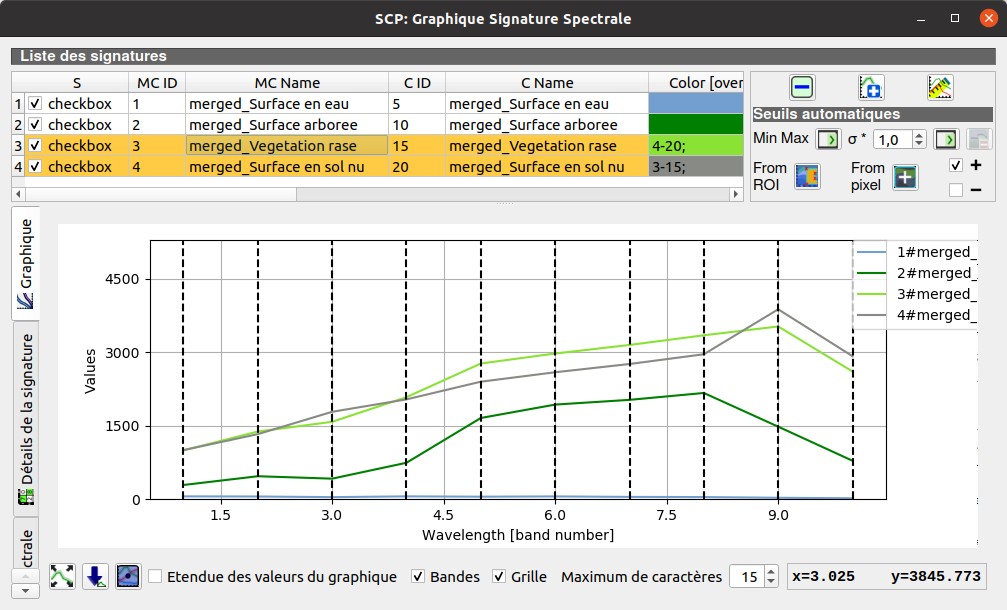 SCP: Graphique Signature Spectrale
Liste des signatures
S MC ID MC Name C ID C Name Color [over
1 checkbox 1 merged_Surface en eau 5 merged_Surface en eau
2 checkbox 2 merged_Surface arboree 10 merged_Surface arboree
3 checkbox 3 merged_Vegetation rase 15 merged_Vegetation rase 4-20;
4 checkbox 4 merged_Surface en sol nu 20 merged_Surface en sol nu 3-15;
Seuils automatiques
Min Max σ * 1,0
From ROI
From pixel
+
−
Graphique
Détails de la signature
ctrale
1#merged_
2#merged_
3#merged_
4#merged_
Values
4500
3000
1500
0
1.5 3.0 4.5 6.0 7.5 9.0
Wavelength [band number]
Etendue des valeurs du graphique Bandes Grille Maximum de caractères 15 x=3.025 y=3845.773